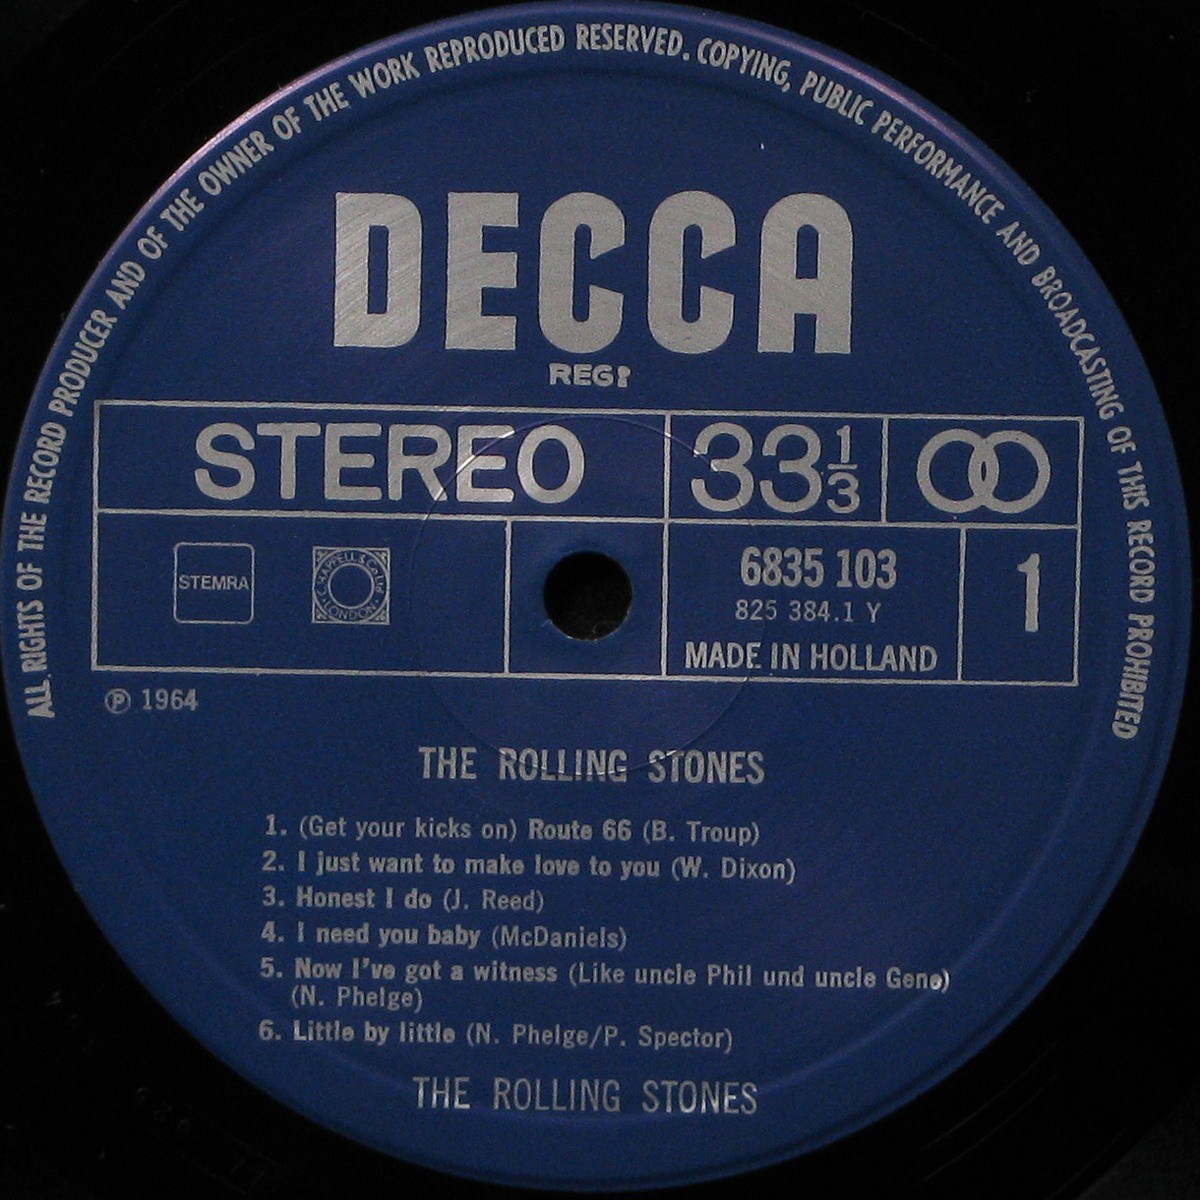 ALL RIGHTS OF THE RECORD PRODUCER AND OF THE OWNER OF THE WORK REPRODUCED RESERVED. COPYING, PUBLIC PERFORMANCE AND BROADCASTING OF THIS RECORD PROHIBITED
DECCA
REGD
STEREO 33 1/3
STEMRA
CHAPPELL & CO LTD LONDON
6835 103
825 384.1 Y
MADE IN HOLLAND
1
℗ 1964
THE ROLLING STONES
1. (Get your kicks on) Route 66 (B. Troup)
2. I just want to make love to you (W. Dixon)
3. Honest I do (J. Reed)
4. I need you baby (McDaniels)
5. Now I've got a witness (Like uncle Phil und uncle Gene)
(N. Phelge)
6. Little by little (N. Phelge/P. Spector)
THE ROLLING STONES